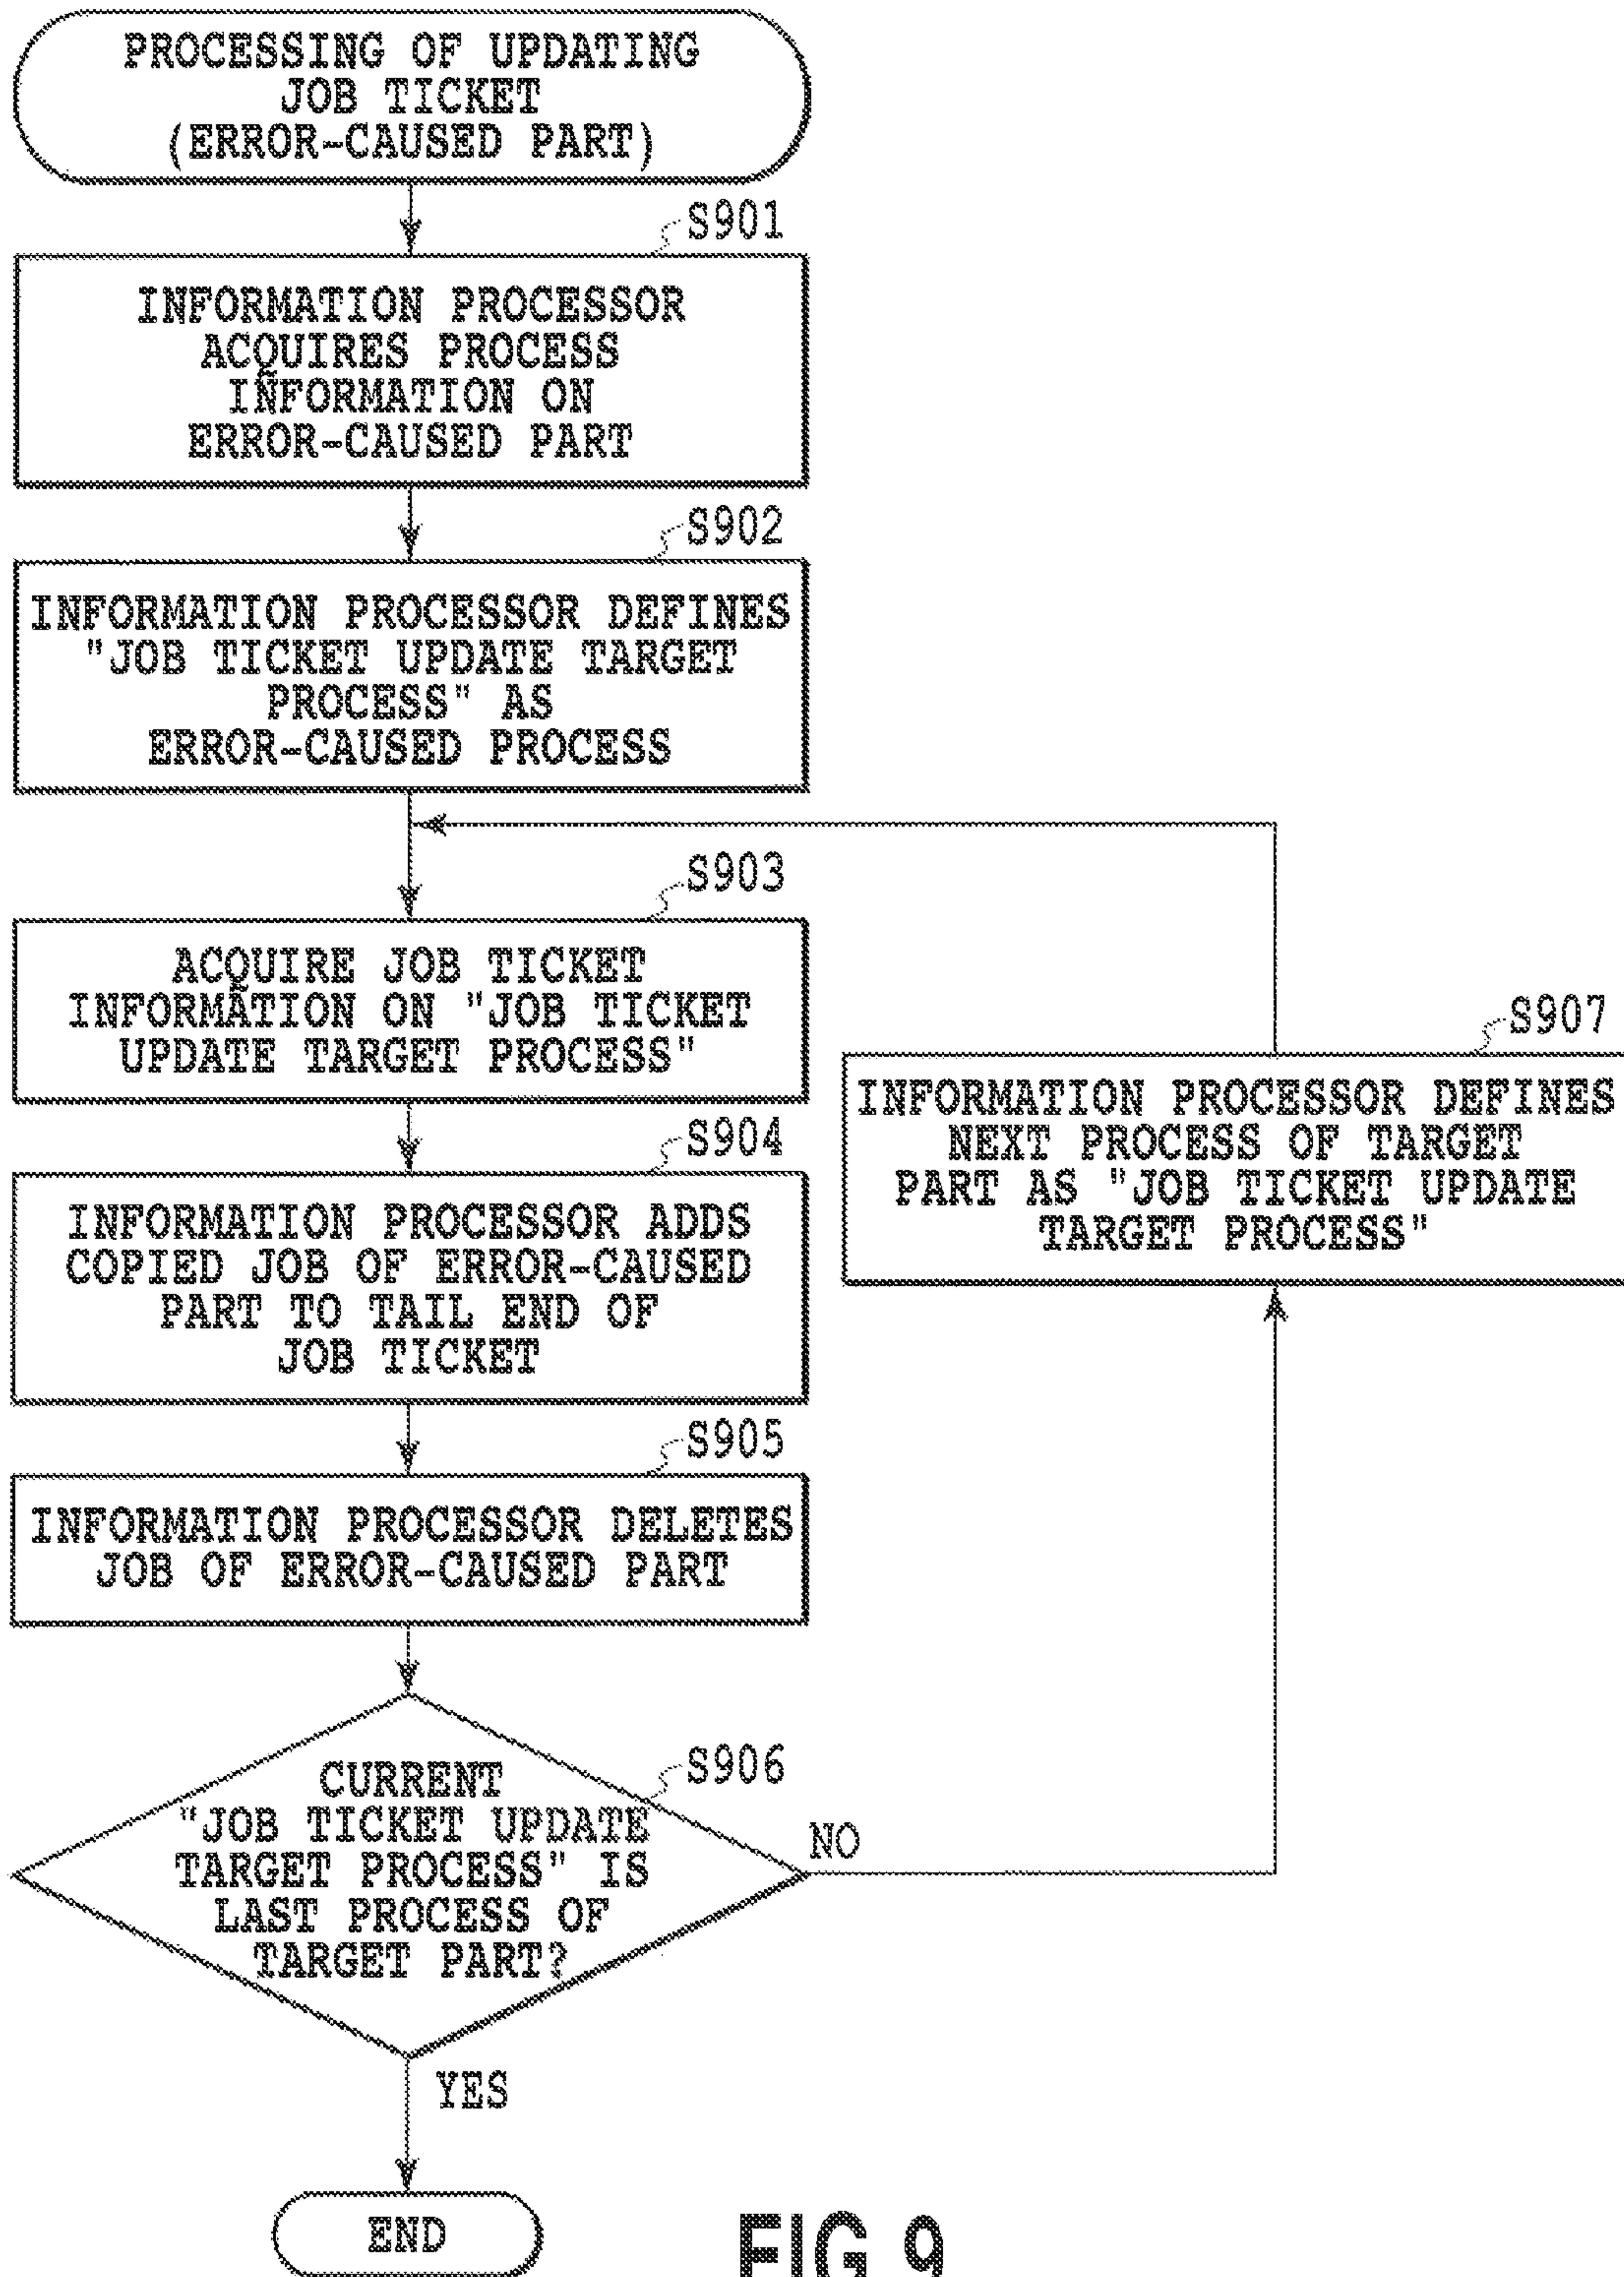 PROCESSING OF UPDATING
JOB TICKET
(ERROR-CAUSED PART)
S901
INFORMATION PROCESSOR
ACQUIRES PROCESS
INFORMATION ON
ERROR-CAUSED PART
S902
INFORMATION PROCESSOR DEFINES
"JOB TICKET UPDATE TARGET
PROCESS" AS
ERROR-CAUSED PROCESS
S903
ACQUIRE JOB TICKET
INFORMATION ON "JOB TICKET
UPDATE TARGET PROCESS"
S904
INFORMATION PROCESSOR ADDS
COPIED JOB OF ERROR-CAUSED
PART TO TAIL END OF
JOB TICKET
S905
INFORMATION PROCESSOR DELETES
JOB OF ERROR-CAUSED PART
S906
CURRENT
"JOB TICKET UPDATE
TARGET PROCESS" IS
LAST PROCESS OF
TARGET PART?
NO
S907
INFORMATION PROCESSOR DEFINES
NEXT PROCESS OF TARGET
PART AS "JOB TICKET UPDATE
TARGET PROCESS"
YES
END
FIG.9